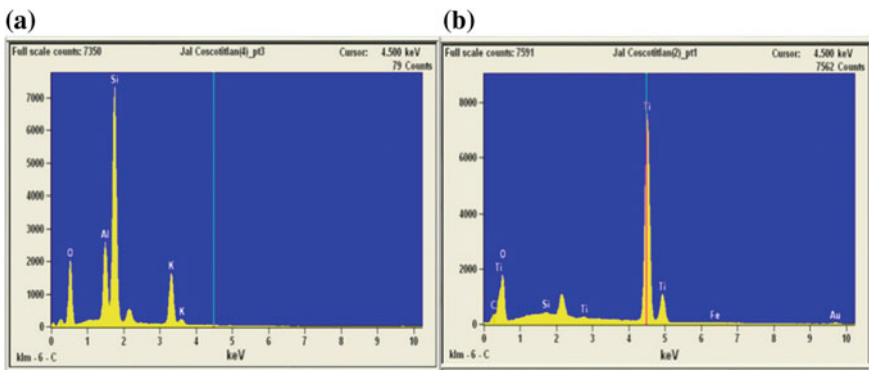 (a)
Full scale counts: 7350 Jal Coscotitlan(4)_pt3 Cursor: 4.500 keV
79 Counts
7000
6000
5000
4000
3000
2000
1000
0
Si
Al
O
K
K
0 1 2 3 4 5 6 7 8 9 10
klm - 6 - C keV
(b)
Full scale counts: 7591 Jal Coscotitlan(2)_pt1 Cursor: 4.500 keV
7562 Counts
8000
6000
4000
2000
0
Ti
O
Ti
C
Si
Ti
Ti
Fe
Au
0 1 2 3 4 5 6 7 8 9 10
klm - 6 - C keV